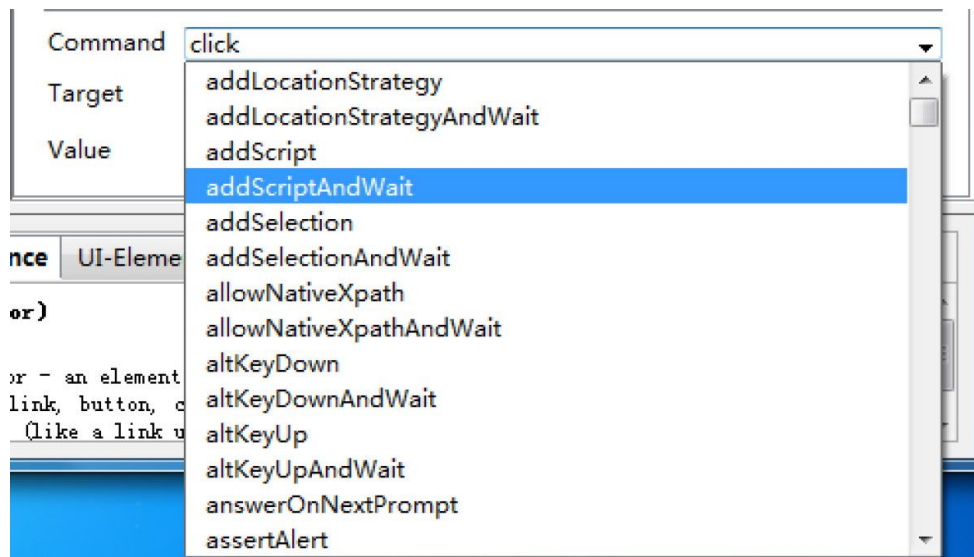 Command click
Target
Value
addLocationStrategy
addLocationStrategyAndWait
addScript
addScriptAndWait
addSelection
addSelectionAndWait
allowNativeXpath
allowNativeXpathAndWait
altKeyDown
altKeyDownAndWait
altKeyUp
altKeyUpAndWait
answerOnNextPrompt
assertAlert
nce UI-Eleme
or)
or - an element
link, button, c
(like a link u